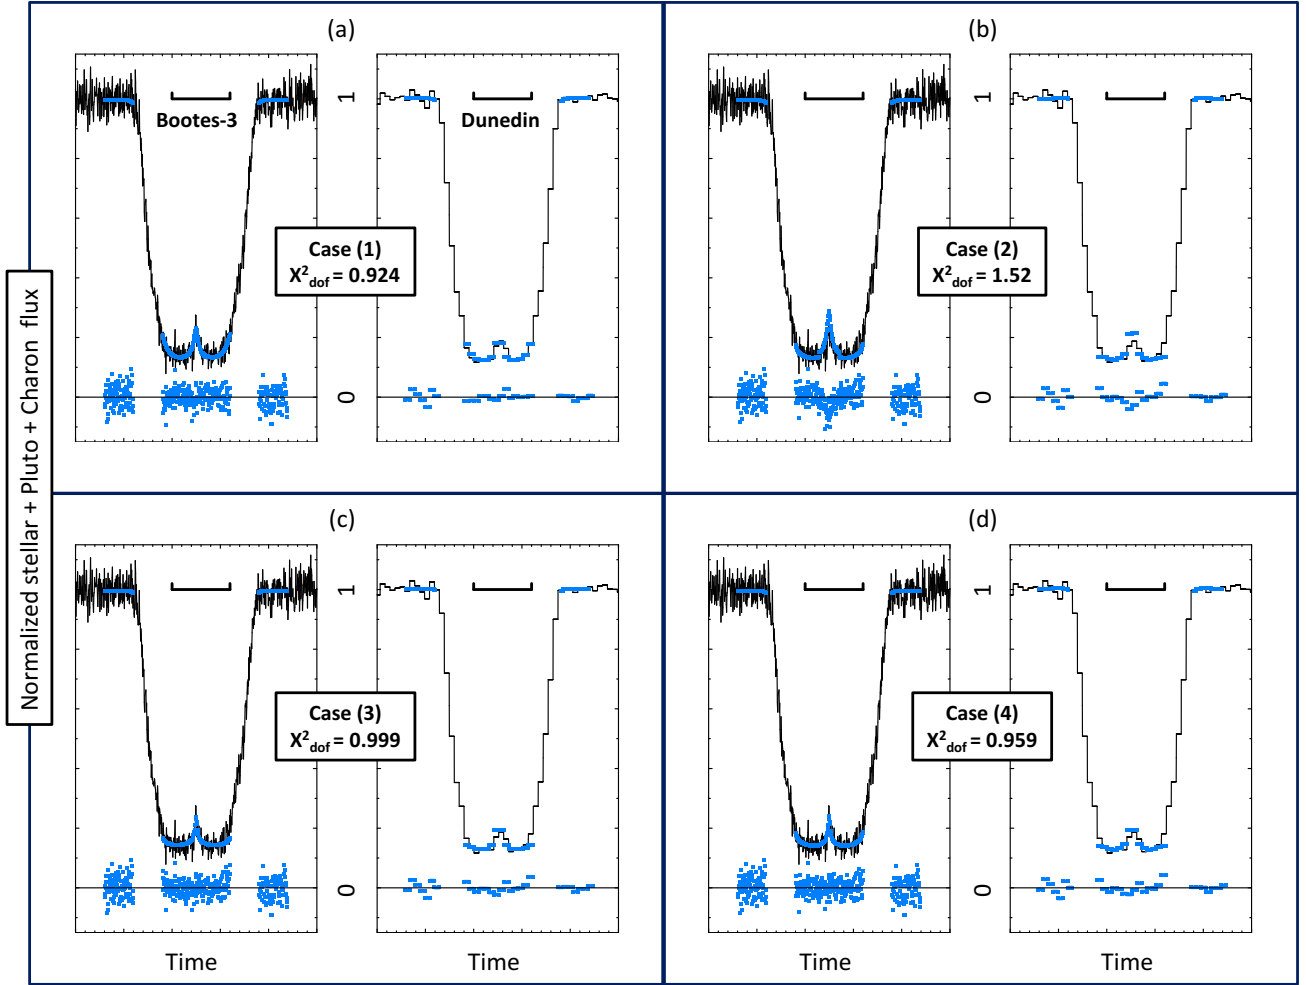 Normalized stellar + Pluto + Charon flux
(a)
1
Bootes-3
Dunedin
Case (1)
X²dof = 0.924
0
(b)
1
Case (2)
X²dof = 1.52
0
(c)
1
Case (3)
X²dof = 0.999
0
Time
Time
(d)
1
Case (4)
X²dof = 0.959
0
Time
Time